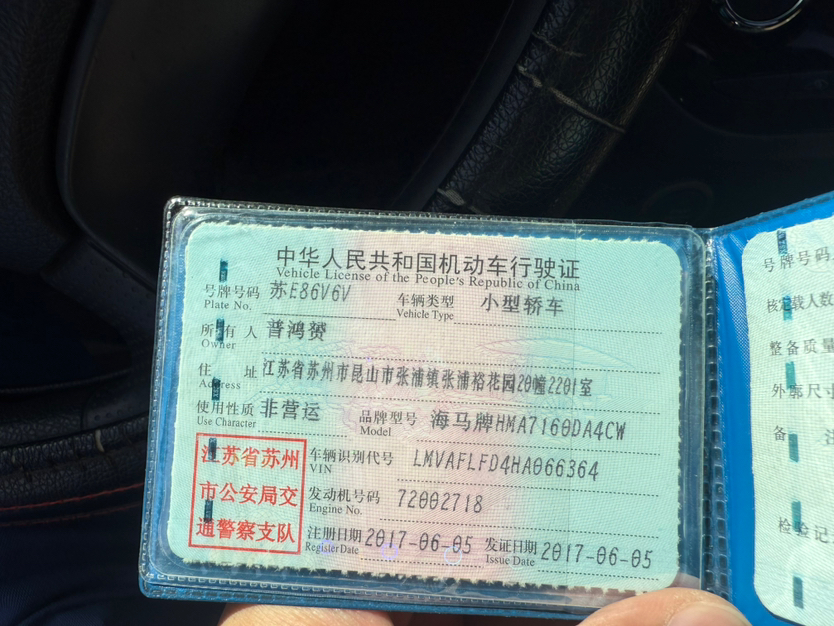 中华人民共和国机动车行驶证
Vehicle License of the People's Republic of China
号牌号码 苏E86V6V 车辆类型 小型轿车
Plate No. Vehicle Type
所有人 普鸿贺
Owner
住址 江苏省苏州市昆山市张浦镇张浦裕花园20幢2201室
Address
使用性质 非营运 品牌型号 海马牌HMA7160DA4CW
Use Character Model
江苏省苏州
市公安局交
通警察支队
车辆识别代号 LMVAFLFD4HA066364
VIN
发动机号码 72002718
Engine No.
注册日期 2017-06-05 发证日期 2017-06-05
Register Date Issue Date
号牌号码
核定载人数
整备质量
外廓尺寸
备 注
检验记